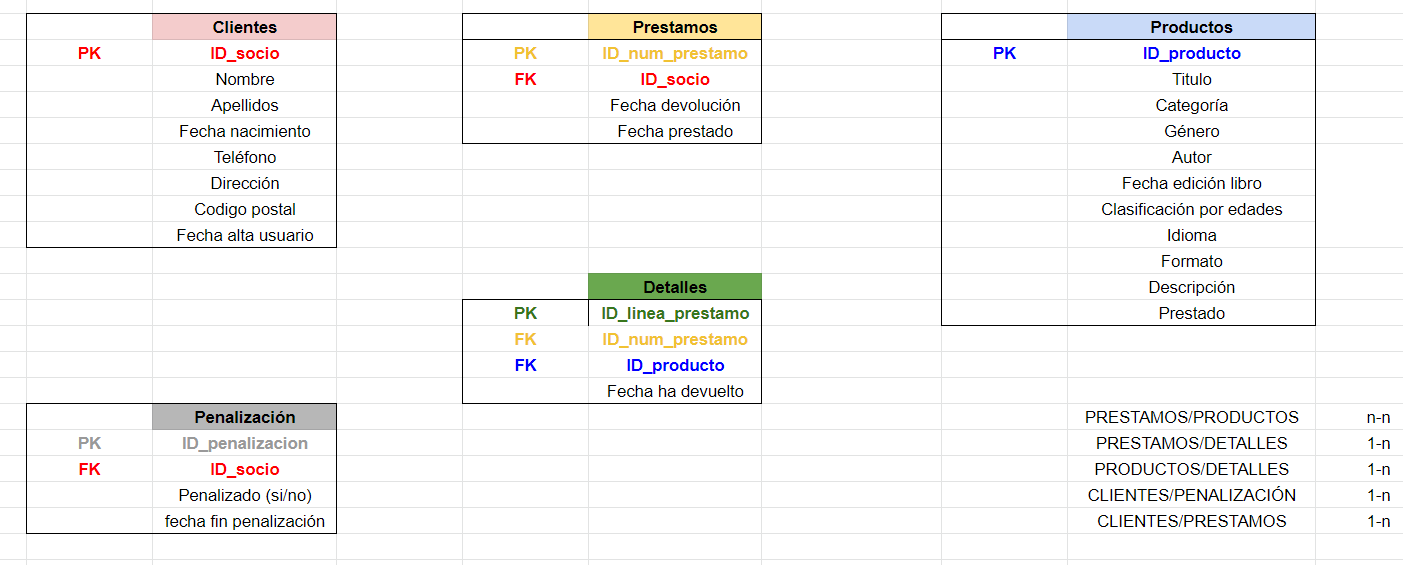 Clientes
PK ID_socio
Nombre
Apellidos
Fecha nacimiento
Teléfono
Dirección
Codigo postal
Fecha alta usuario
Prestamos
PK ID_num_prestamo
FK ID_socio
Fecha devolución
Fecha prestado
Productos
PK ID_producto
Titulo
Categoría
Género
Autor
Fecha edición libro
Clasificación por edades
Idioma
Formato
Descripción
Prestado
Detalles
PK ID_linea_prestamo
FK ID_num_prestamo
FK ID_producto
Fecha ha devuelto
Penalización
PK ID_penalizacion
FK ID_socio
Penalizado (si/no)
fecha fin penalización
PRESTAMOS/PRODUCTOS n-n
PRESTAMOS/DETALLES 1-n
PRODUCTOS/DETALLES 1-n
CLIENTES/PENALIZACIÓN 1-n
CLIENTES/PRESTAMOS 1-n